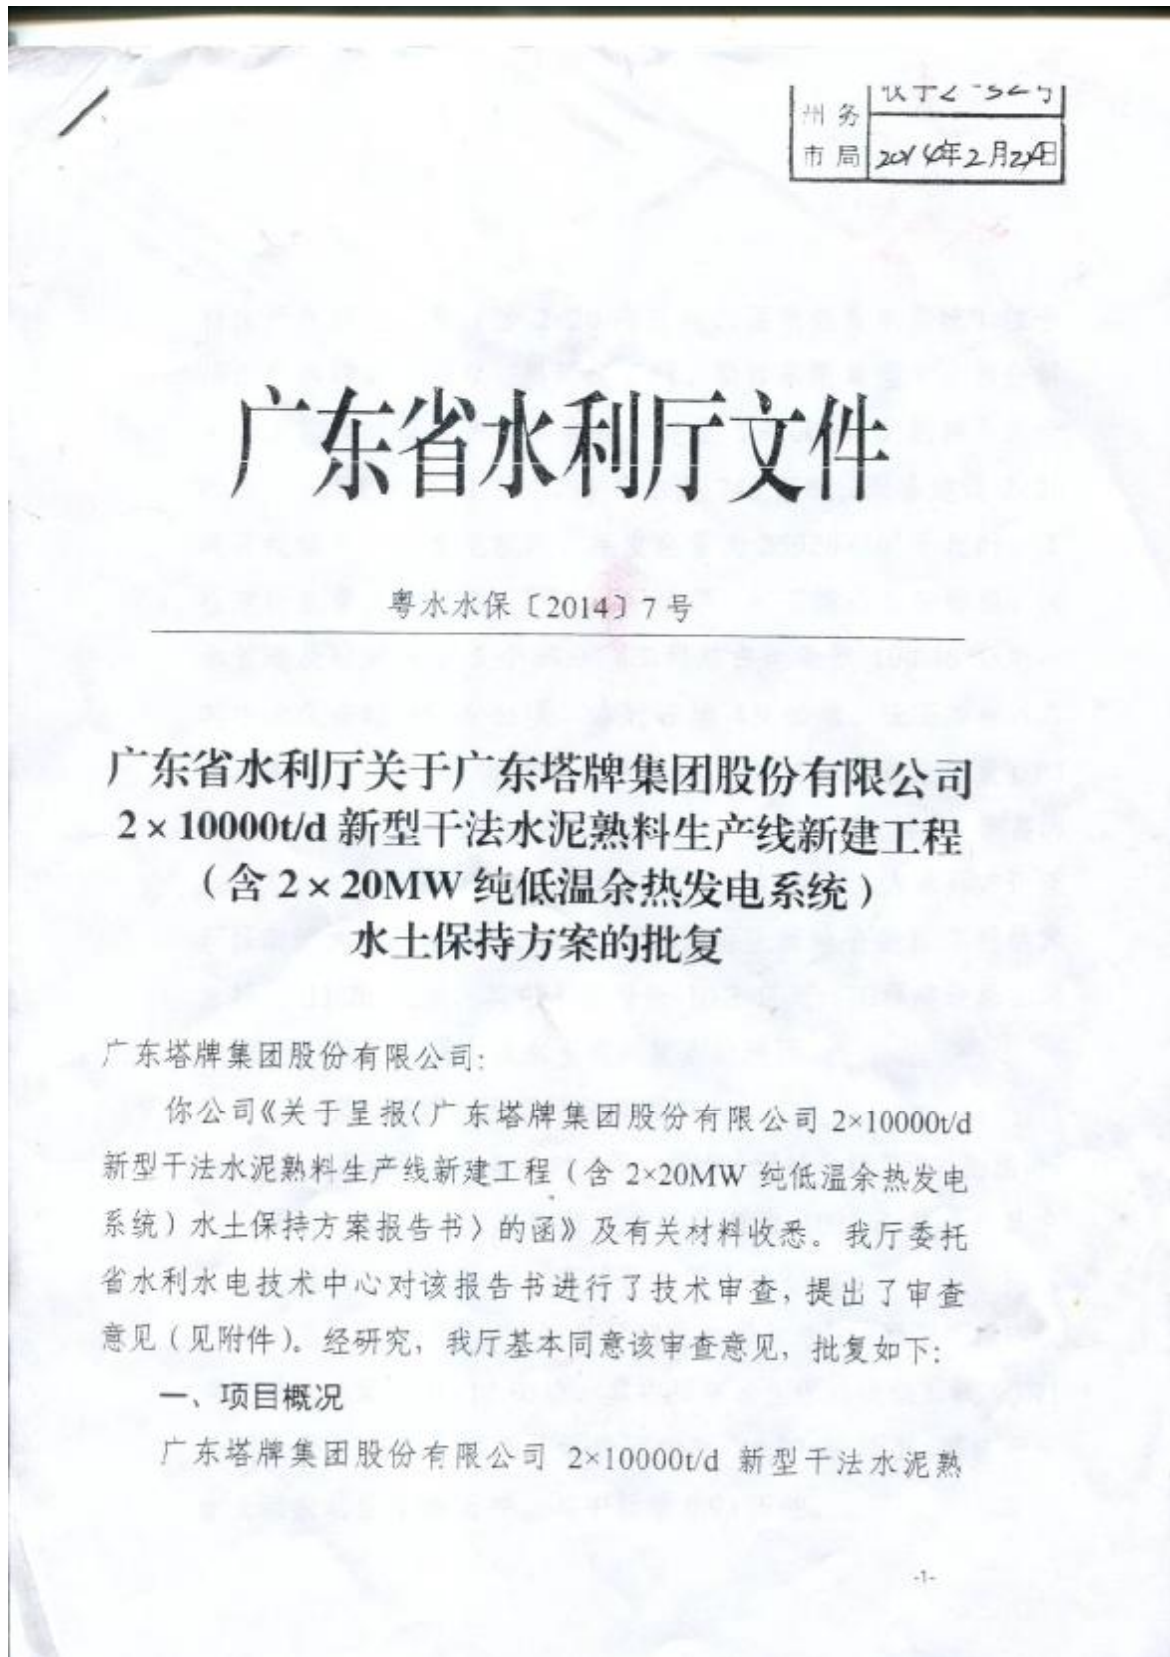 州务
市局
2014年2月21日
广东省水利厅文件
粤水水保〔2014〕7号
广东省水利厅关于广东塔牌集团股份有限公司
2×10000t/d 新型干法水泥熟料生产线新建工程
（含 2×20MW 纯低温余热发电系统）
水土保持方案的批复
广东塔牌集团股份有限公司:
你公司《关于呈报〈广东塔牌集团股份有限公司 2×10000t/d
新型干法水泥熟料生产线新建工程（含 2×20MW 纯低温余热发电
系统）水土保持方案报告书〉的函》及有关材料收悉。我厅委托
省水利水电技术中心对该报告书进行了技术审查，提出了审查
意见（见附件）。经研究，我厅基本同意该审查意见，批复如下:
一、项目概况
广东塔牌集团股份有限公司 2×10000t/d 新型干法水泥熟
-1-